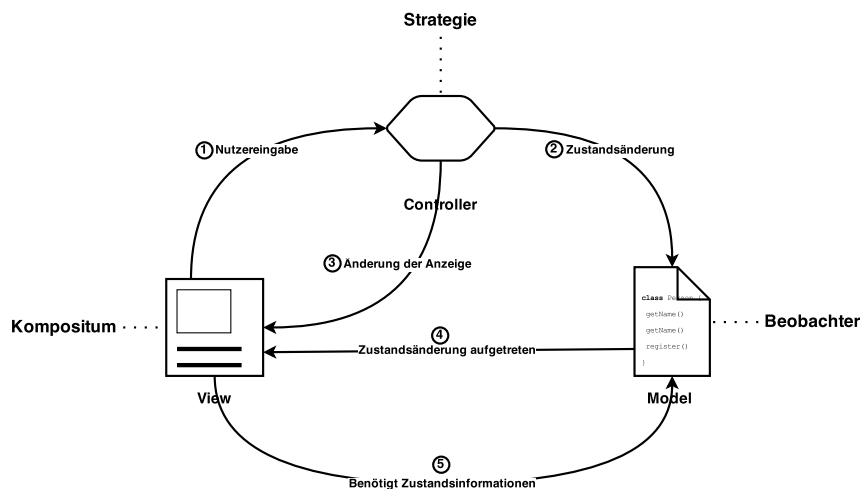 Strategie
1 Nutzereingabe
2 Zustandsänderung
Controller
3 Änderung der Anzeige
Kompositum
4
Zustandsänderung aufgetreten
class Person {
getName()
getName()
register()
}
Beobachter
View
Model
5
Benötigt Zustandsinformationen